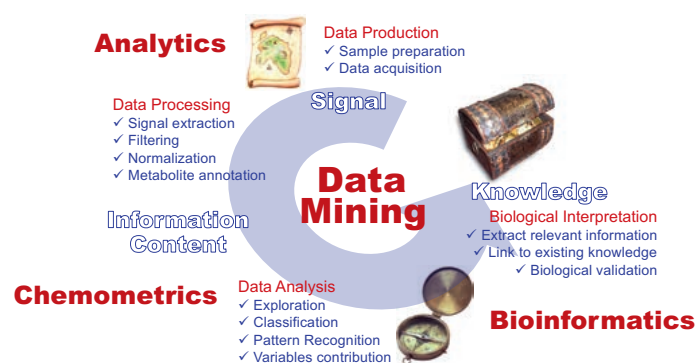 Analytics
Data Production
✓ Sample preparation
✓ Data acquisition
Signal
Data Processing
✓ Signal extraction
✓ Filtering
✓ Normalization
✓ Metabolite annotation
Data
Mining
Knowledge
Biological Interpretation
✓ Extract relevant information
✓ Link to existing knowledge
✓ Biological validation
Information
Content
Chemometrics
Data Analysis
✓ Exploration
✓ Classification
✓ Pattern Recognition
✓ Variables contribution
Bioinformatics